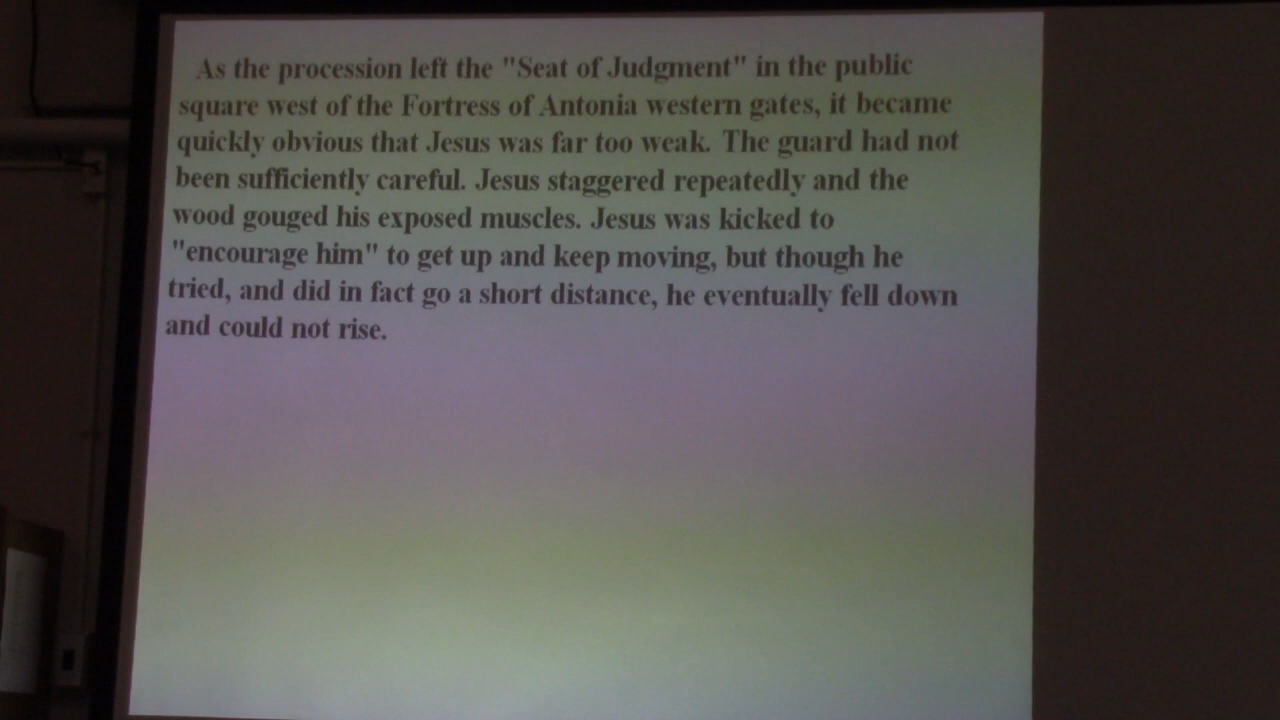 As the procession left the "Seat of Judgment" in the public
square west of the Fortress of Antonia western gates, it became
quickly obvious that Jesus was far too weak. The guard had not
been sufficiently careful. Jesus staggered repeatedly and the
wood gouged his exposed muscles. Jesus was kicked to
"encourage him" to get up and keep moving, but though he
tried, and did in fact go a short distance, he eventually fell down
and could not rise.